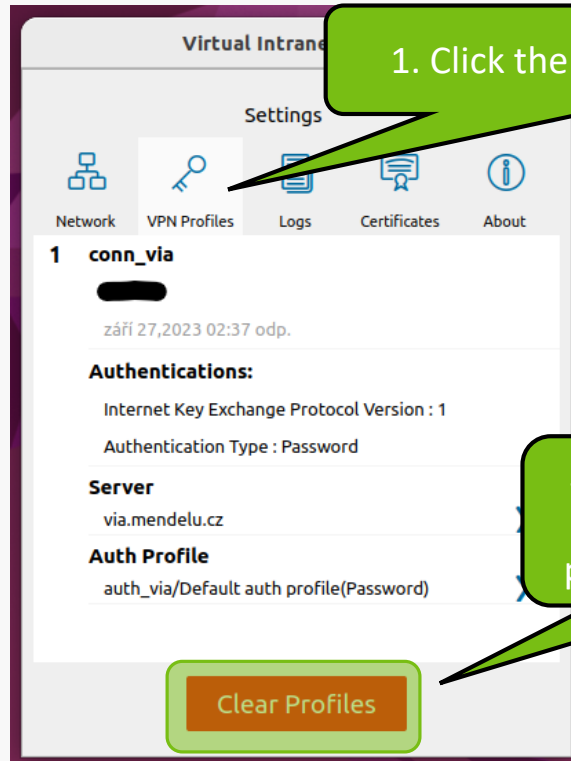 Virtual Intrane
1. Click the
Settings
Network VPN Profiles Logs Certificates About
1 conn_via
září 27,2023 02:37 odp.
Authentications:
Internet Key Exchange Protocol Version : 1
Authentication Type : Password
Server
via.mendelu.cz
Auth Profile
auth_via/Default auth profile(Password)
Clear Profiles